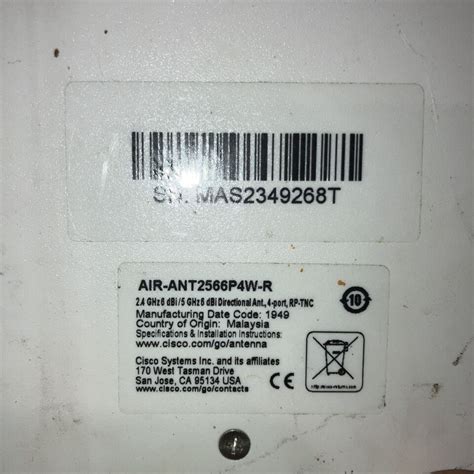 SN: MAS2349268T
AIR-ANT2566P4W-R
2.4 GHz 6 dBi / 5 GHz 6 dBi Directional Ant., 4-port, RP-TNC
Manufacturing Date Code: 1949
Country of Origin: Malaysia
Specifications & Installation Instructions:
www.cisco.com/go/antenna
10
Cisco Systems Inc. and its affiliates
170 West Tasman Drive
San Jose, CA 95134 USA
www.cisco.com/go/contacts
CE